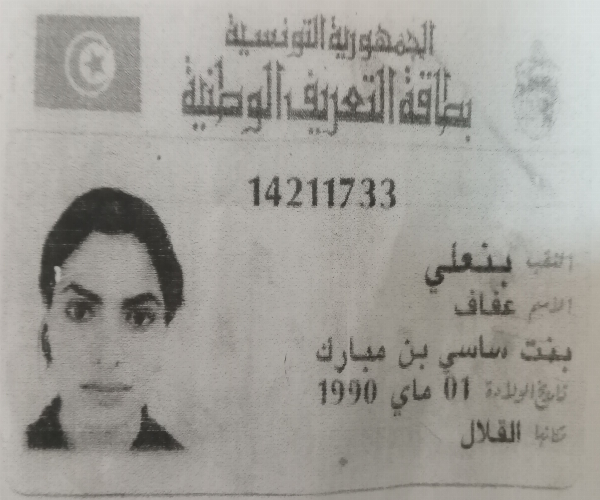 الجمهورية التونسية
بطاقة التعريف الوطنية
14211733
اللقب بنعلي
الاسم عفاف
بنت ساسي بن مبارك
تاريخ الولادة 01 ماي 1990
مكانها القلال